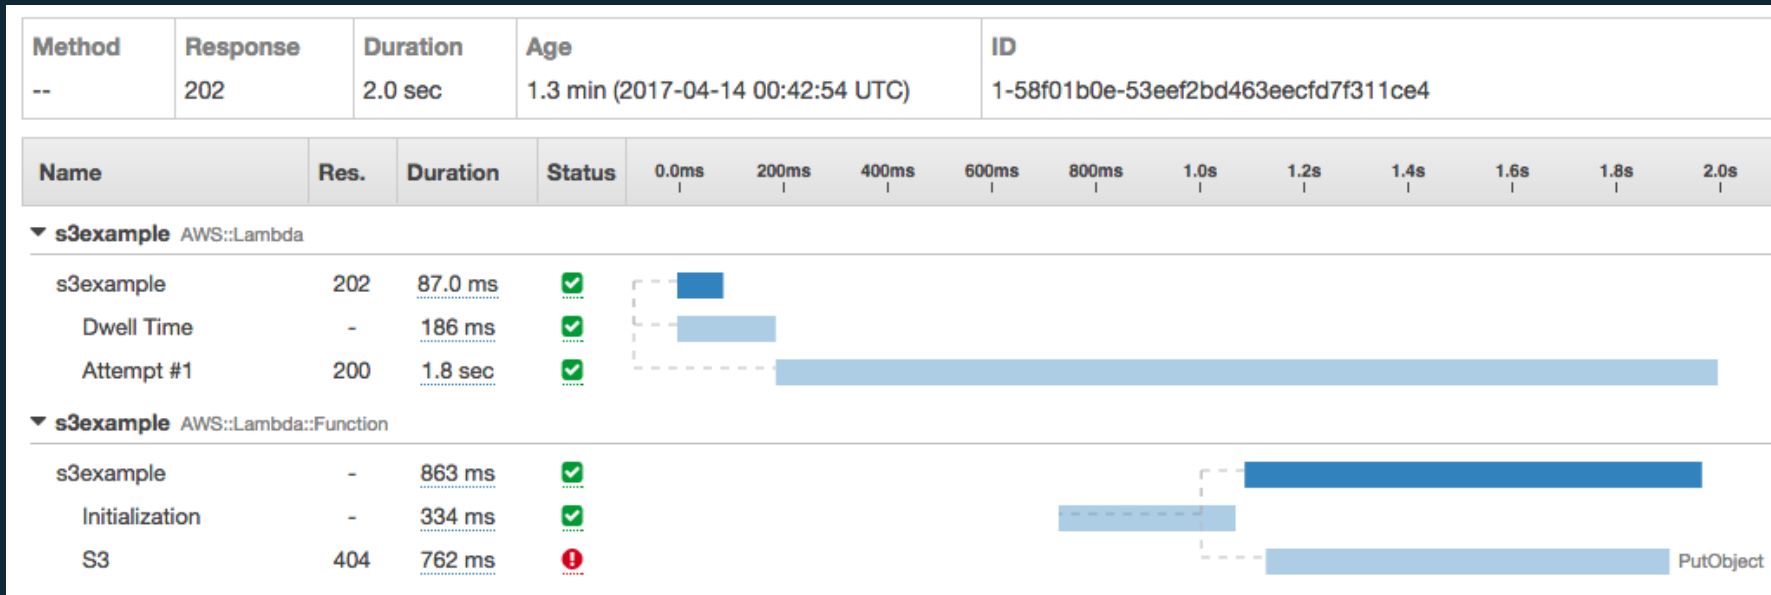 Method Response Duration Age ID
-- 202 2.0 sec 1.3 min (2017-04-14 00:42:54 UTC) 1-58f01b0e-53eef2bd463eecfd7f311ce4
Name Res. Duration Status 0.0ms 200ms 400ms 600ms 800ms 1.0s 1.2s 1.4s 1.6s 1.8s 2.0s
s3example AWS::Lambda
s3example 202 87.0 ms
Dwell Time - 186 ms
Attempt #1 200 1.8 sec
s3example AWS::Lambda::Function
s3example - 863 ms
Initialization - 334 ms
S3 404 762 ms PutObject